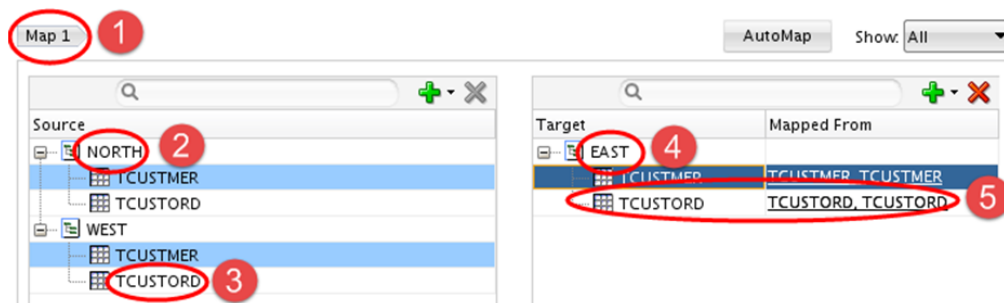 Map 1 1 AutoMap Show: All
Source Target Mapped From
NORTH 2 EAST 4
TCUSTMER TCUSTMER TCUSTMER, TCUSTMER
TCUSTORD TCUSTORD TCUSTORD, TCUSTORD 5
WEST
TCUSTMER
TCUSTORD 3